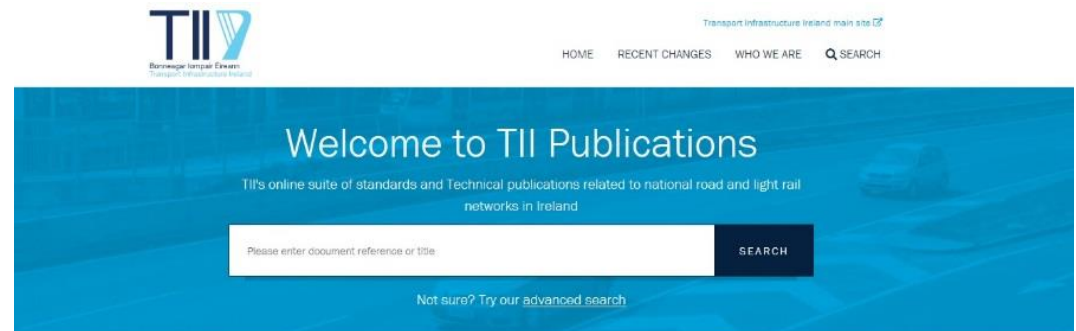 TII
Bonneagar Iompair Éireann
Transport Infrastructure Ireland
Transport Infrastructure Ireland main site
HOME RECENT CHANGES WHO WE ARE SEARCH
Welcome to TII Publications
TII's online suite of standards and Technical publications related to national road and light rail
networks in Ireland
Please enter document reference or title
SEARCH
Not sure? Try our advanced search